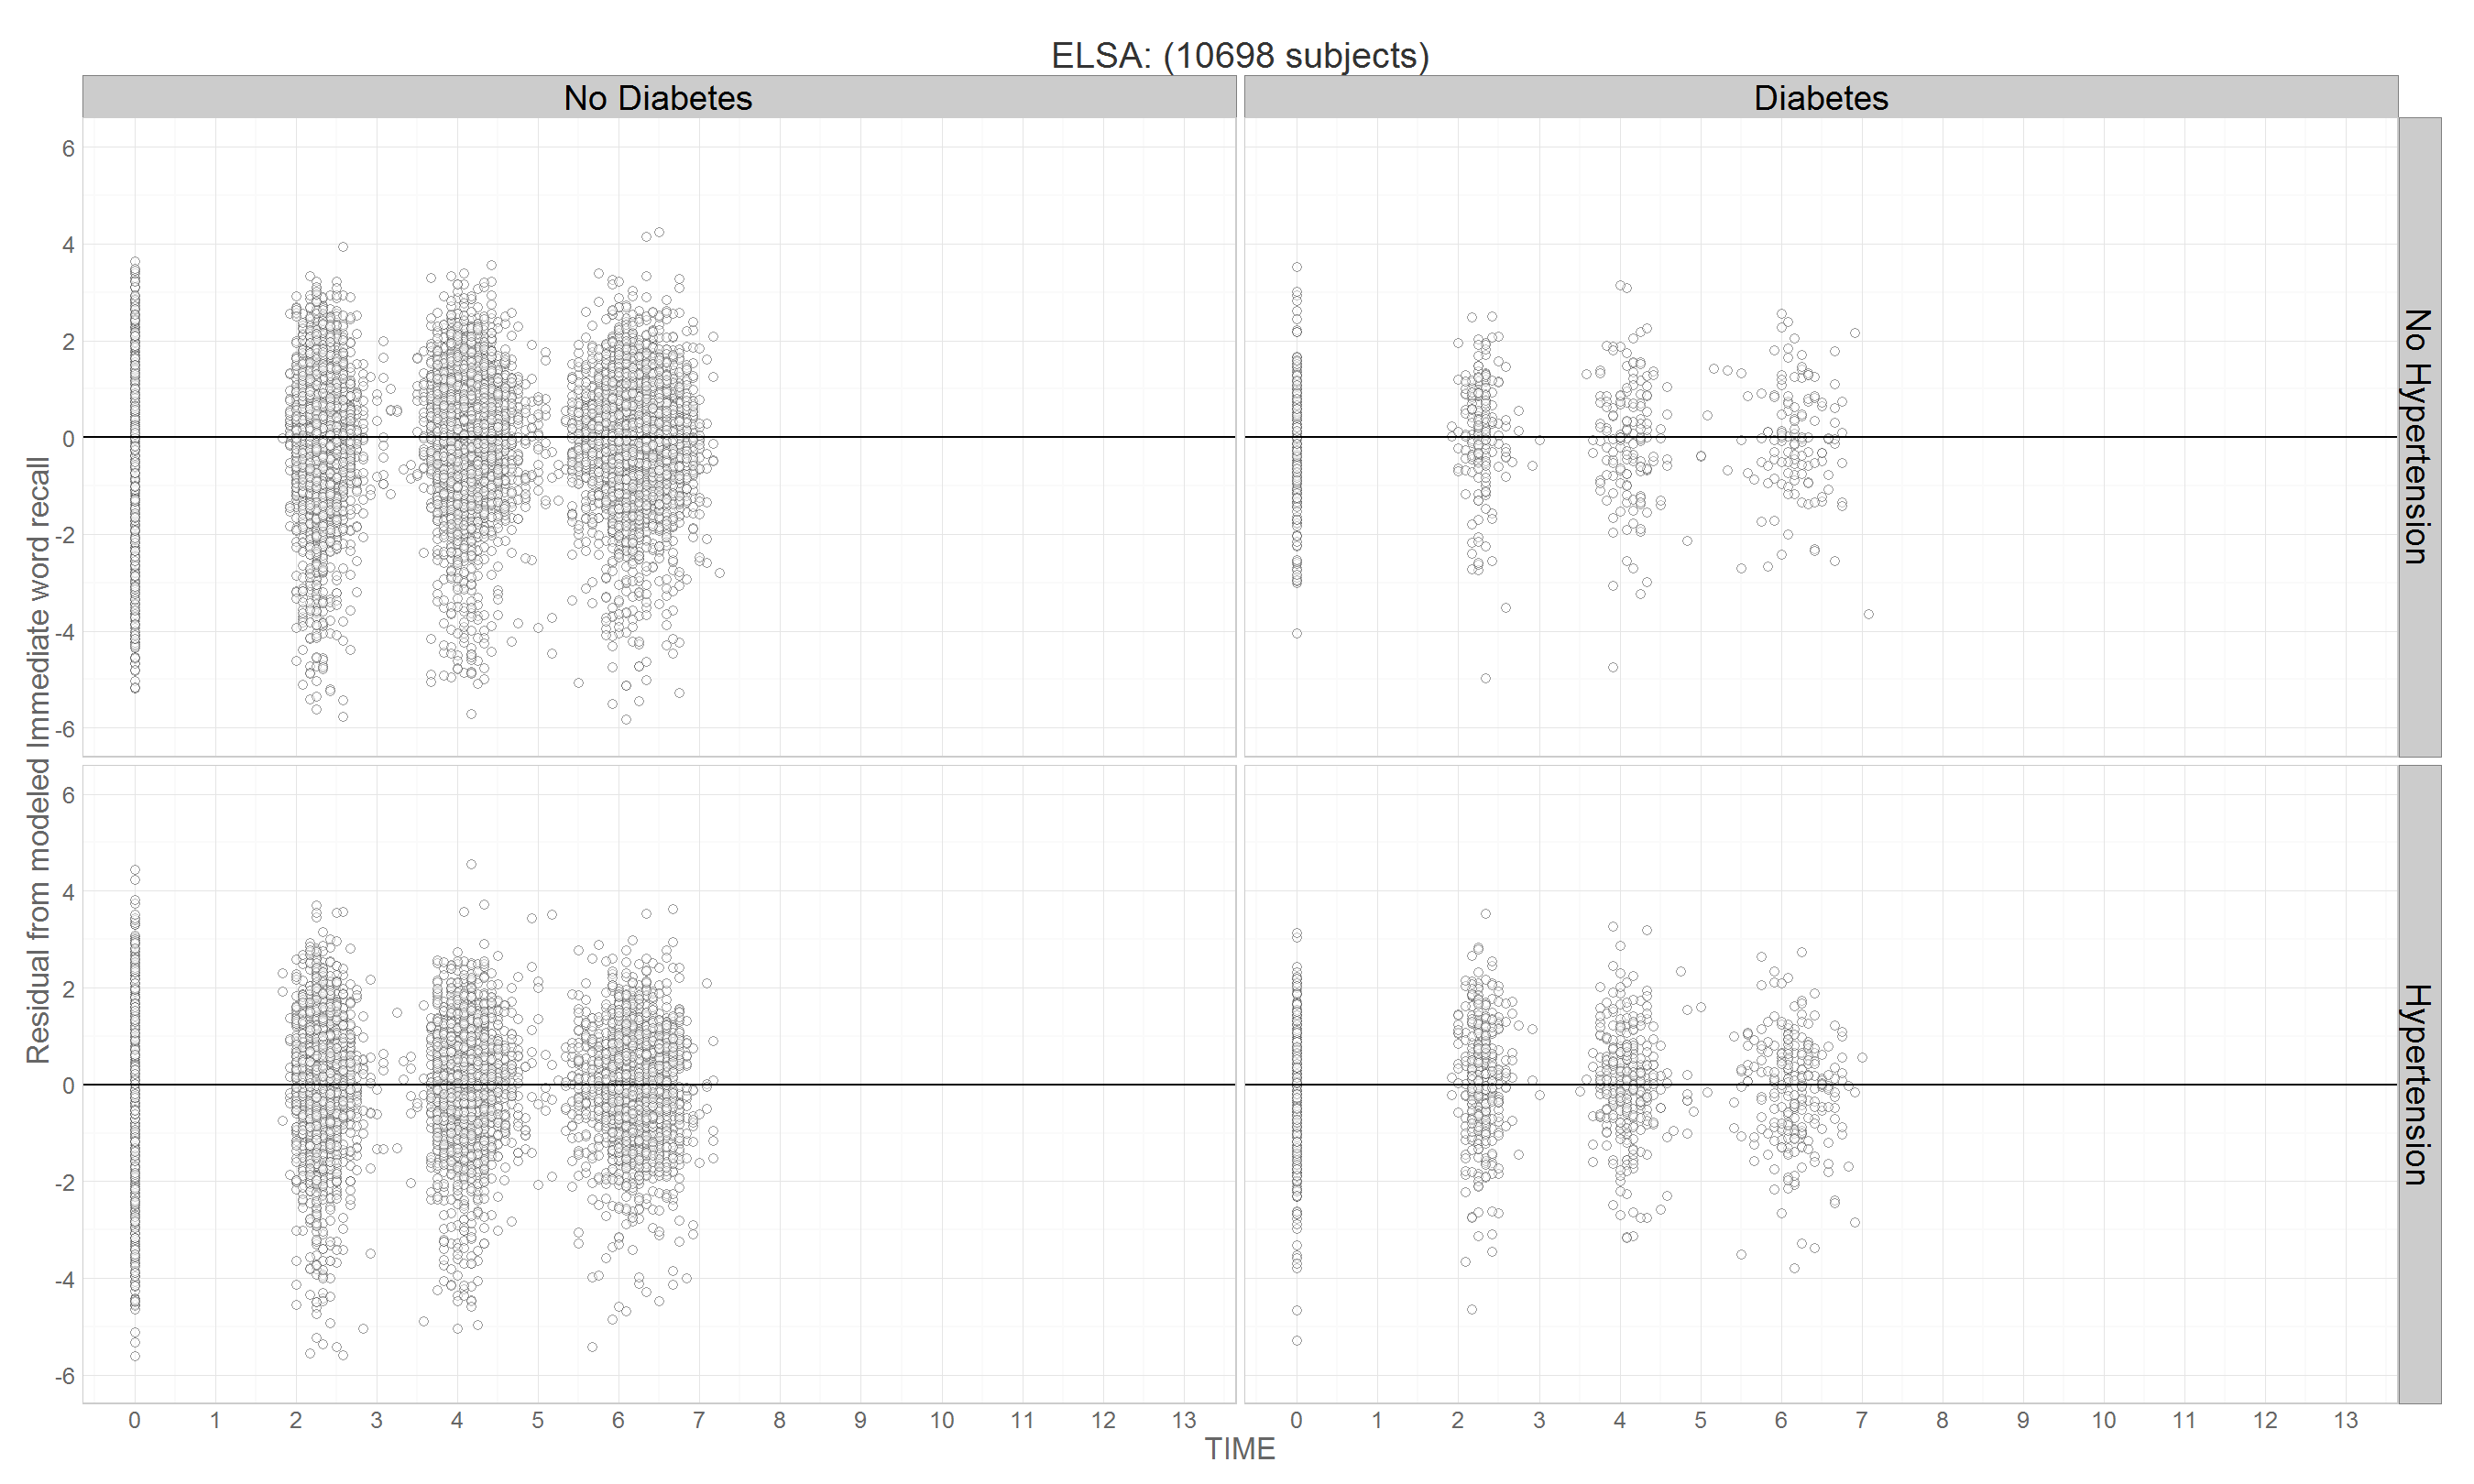 ELSA: (10698 subjects)
No Diabetes
Diabetes
Residual from modeled Immediate word recall
6
4
2
0
-2
-4
-6
No Hypertension
6
4
2
0
-2
-4
-6
Hypertension
0 1 2 3 4 5 6 7 8 9 10 11 12 13
0 1 2 3 4 5 6 7 8 9 10 11 12 13
TIME